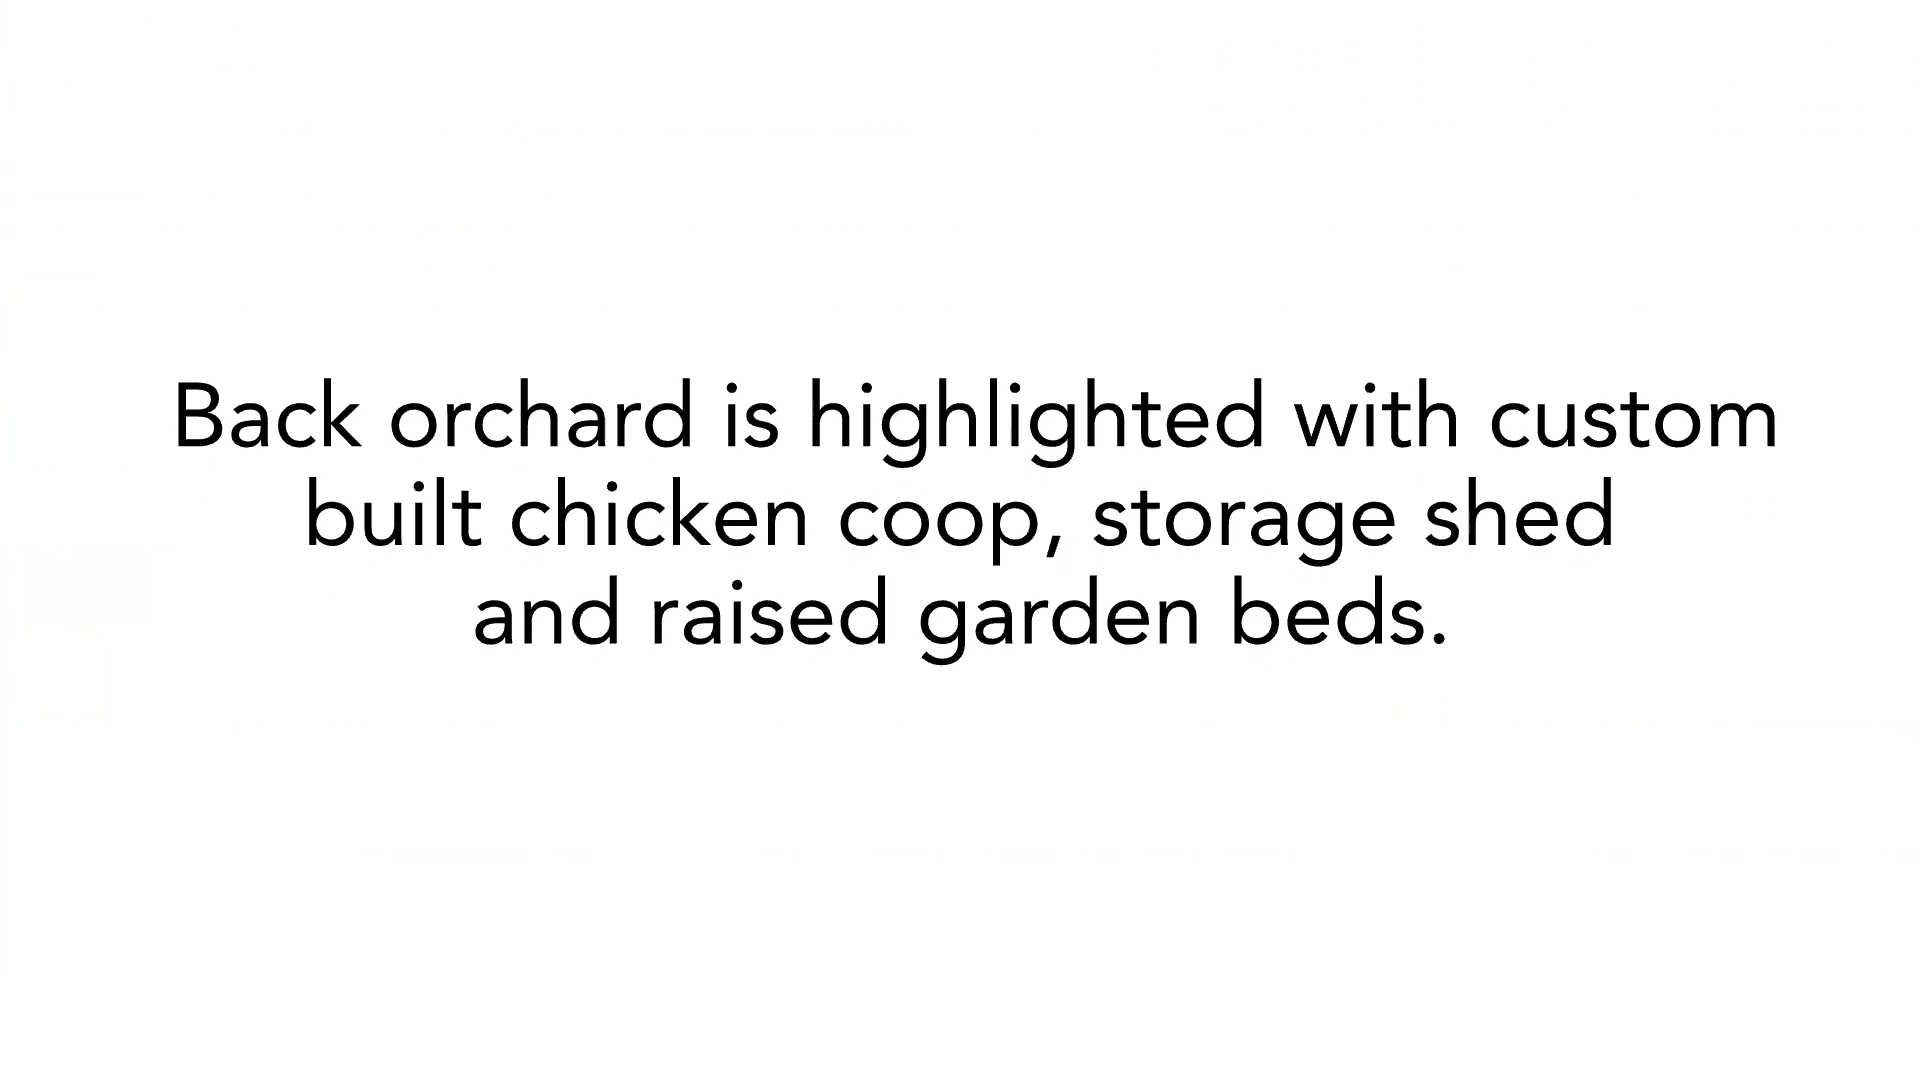 Back orchard is highlighted with custom
built chicken coop, storage shed
and raised garden beds.